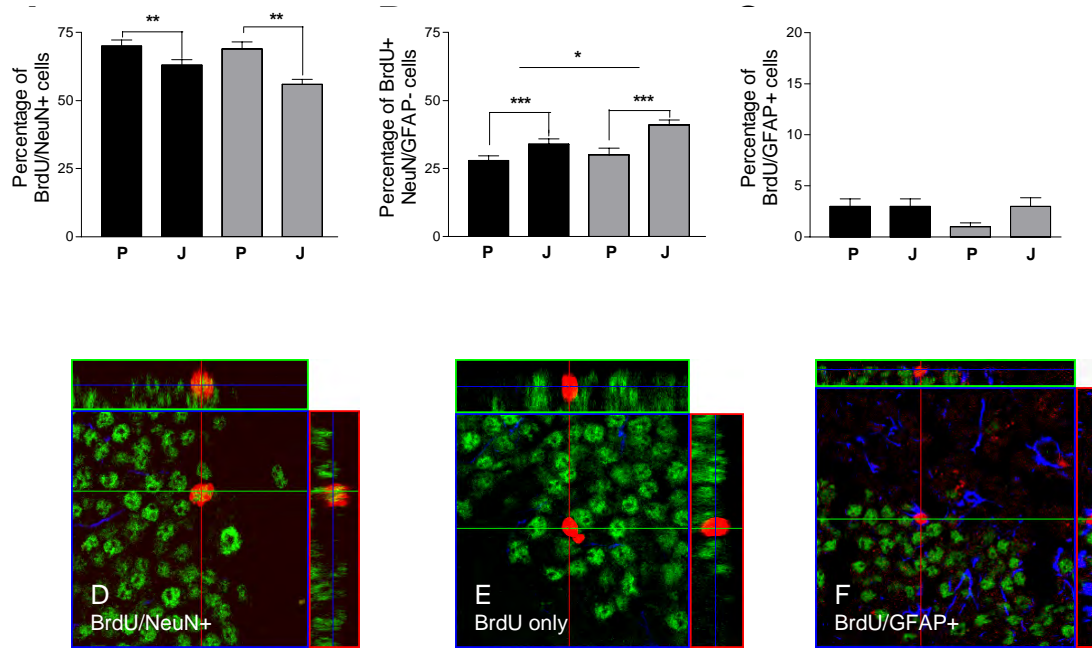 Percentage of
BrdU/NeuN+ cells
75
50
25
0
**
**
P
J
P
J
Percentage of BrdU+
NeuN/GFAP- cells
75
50
25
0
*
***
***
P
J
P
J
Percentage of
BrdU/GFAP+ cells
20
15
10
5
0
P
J
P
J
D
BrdU/NeuN+
E
BrdU only
F
BrdU/GFAP+